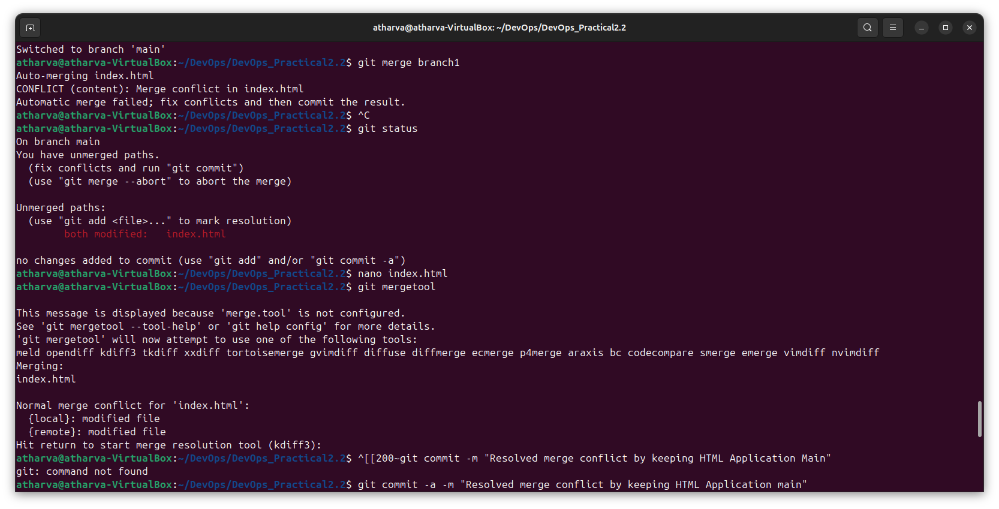 atharva@atharva-VirtualBox: ~/DevOps/DevOps_Practical2.2
Switched to branch 'main'
atharva@atharva-VirtualBox:~/DevOps/DevOps_Practical2.2$ git merge branch1
Auto-merging index.html
CONFLICT (content): Merge conflict in index.html
Automatic merge failed; fix conflicts and then commit the result.
atharva@atharva-VirtualBox:~/DevOps/DevOps_Practical2.2$ ^C
atharva@atharva-VirtualBox:~/DevOps/DevOps_Practical2.2$ git status
On branch main
You have unmerged paths.
  (fix conflicts and run "git commit")
  (use "git merge --abort" to abort the merge)
Unmerged paths:
  (use "git add <file>..." to mark resolution)
        both modified:   index.html
no changes added to commit (use "git add" and/or "git commit -a")
atharva@atharva-VirtualBox:~/DevOps/DevOps_Practical2.2$ nano index.html
atharva@atharva-VirtualBox:~/DevOps/DevOps_Practical2.2$ git mergetool
This message is displayed because 'merge.tool' is not configured.
See 'git mergetool --tool-help' or 'git help config' for more details.
'git mergetool' will now attempt to use one of the following tools:
meld opendiff kdiff3 tkdiff xxdiff tortoisemerge gvimdiff diffuse diffmerge ecmerge p4merge araxis bc codecompare smerge emerge vimdiff nvimdiff
Merging:
index.html
Normal merge conflict for 'index.html':
  {local}: modified file
  {remote}: modified file
Hit return to start merge resolution tool (kdiff3):
atharva@atharva-VirtualBox:~/DevOps/DevOps_Practical2.2$ ^[[200~git commit -m "Resolved merge conflict by keeping HTML Application Main"
git: command not found
atharva@atharva-VirtualBox:~/DevOps/DevOps_Practical2.2$ git commit -a -m "Resolved merge conflict by keeping HTML Application main"